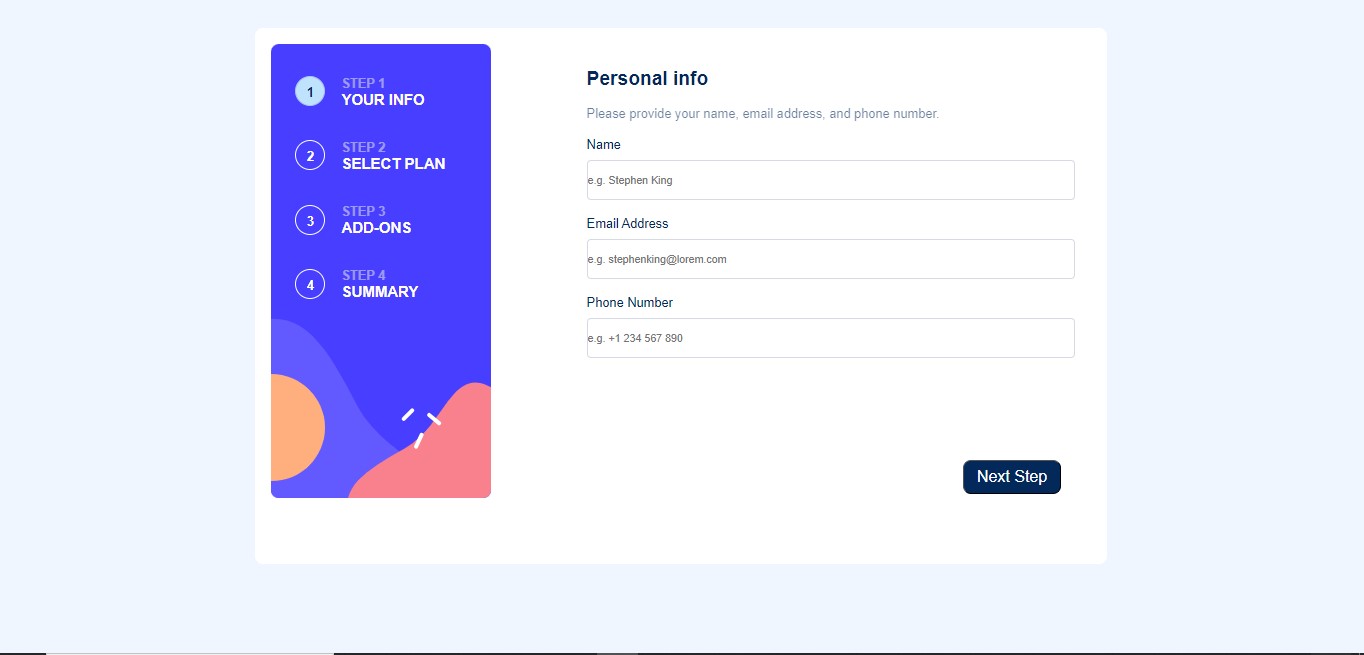 1
STEP 1
YOUR INFO
2
STEP 2
SELECT PLAN
3
STEP 3
ADD-ONS
4
STEP 4
SUMMARY
Personal info
Please provide your name, email address, and phone number.
Name
e.g. Stephen King
Email Address
e.g. stephenking@lorem.com
Phone Number
e.g. +1 234 567 890
Next Step